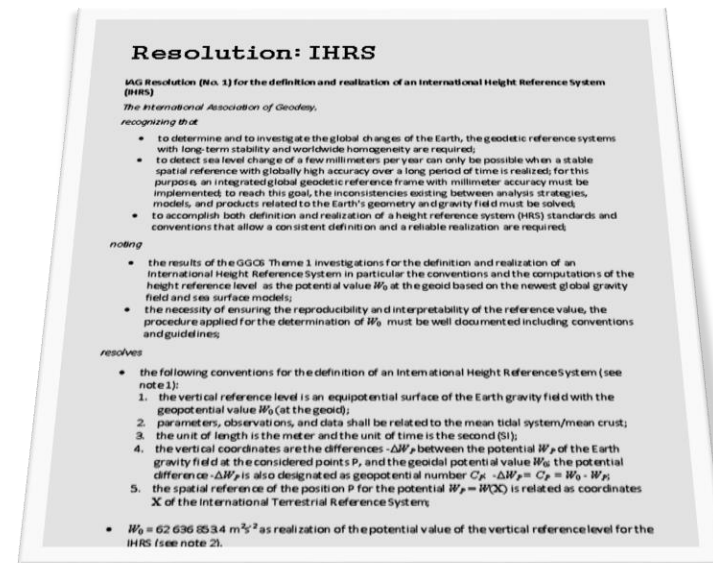 Resolution: IHRS
IAG Resolution (No. 1) for the definition and realization of an International Height Reference System
(IHRS)
The International Association of Geodesy,
recognizing that
• to determine and to investigate the global changes of the Earth, the geodetic reference systems
with long-term stability and worldwide homogeneity are required;
• to detect sea level change of a few millimeters per year can only be possible when a stable
spatial reference with globally high accuracy over a long period of time is realized; for this
purpose, an integrated global geodetic reference frame with millimeter accuracy must be
implemented; to reach this goal, the inconsistencies existing between analysis strategies,
models, and products related to the Earth's geometry and gravity field must be solved;
• to accomplish both definition and realization of a height reference system (HRS) standards and
conventions that allow a consistent definition and a reliable realization are required;
noting
• the results of the GGOS Theme 1 investigations for the definition and realization of an
International Height Reference System in particular the conventions and the computations of the
height reference level as the potential value W₀ at the geoid based on the newest global gravity
field and sea surface models;
• the necessity of ensuring the reproducibility and interpretability of the reference value, the
procedure applied for the determination of W₀ must be well documented including conventions
and guidelines;
resolves
• the following conventions for the definition of an International Height Reference System (see
note 1):
1. the vertical reference level is an equipotential surface of the Earth gravity field with the
geopotential value W₀ (at the geoid);
2. parameters, observations, and data shall be related to the mean tidal system/mean crust;
3. the unit of length is the meter and the unit of time is the second (SI);
4. the vertical coordinates are the differences -ΔW_P between the potential W_P of the Earth
gravity field at the considered points P, and the geoidal potential value W₀; the potential
difference -ΔW_P is also designated as geopotential number C_P: -ΔW_P = C_P = W₀ - W_P;
5. the spatial reference of the position P for the potential W_P = W(X) is related as coordinates
X of the International Terrestrial Reference System;
• W₀ = 62 636 853.4 m²s⁻² as realization of the potential value of the vertical reference level for the
IHRS (see note 2).